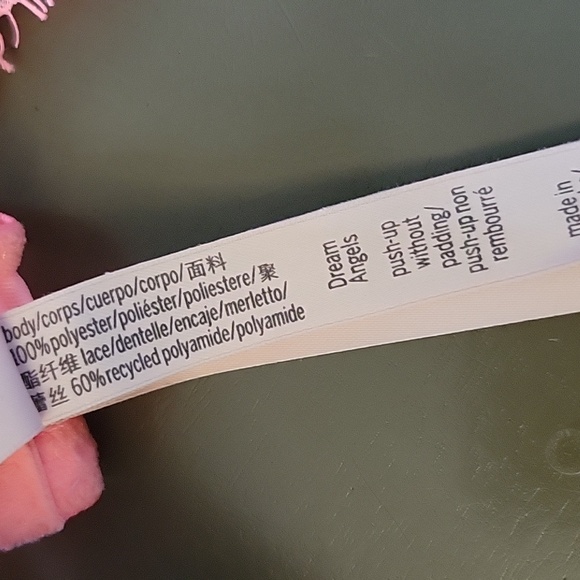 body/corps/cuerpo/corpo/面料
100%polyester/poliéster/poliestere/聚
酯纤维 lace/dentelle/encaje/merletto/
蕾丝 60%recycled polyamide/polyamide
Dream
Angels
push-up
without
padding/
push-up non
rembourré
made in